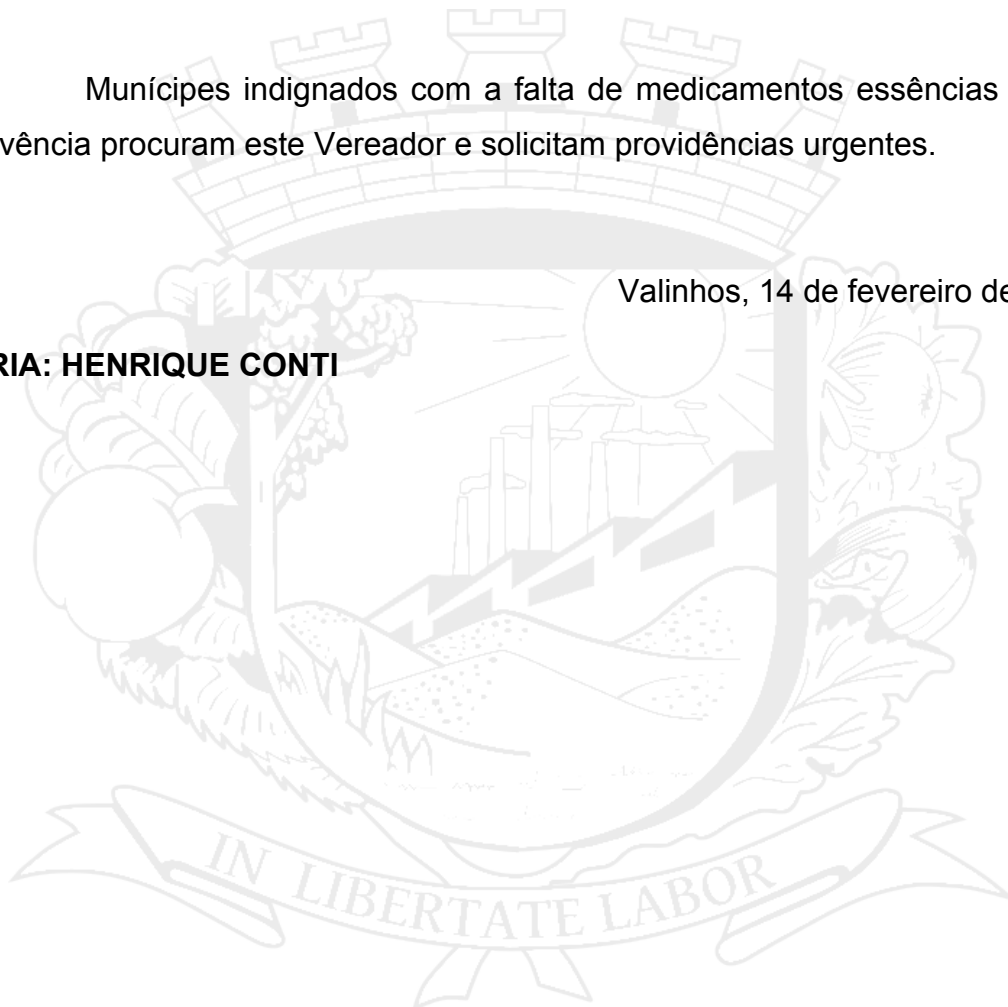 Munícipes indignados com a falta de medicamentos essências
vência procuram este Vereador e solicitam providências urgentes.
Valinhos, 14 de fevereiro de
RIA: HENRIQUE CONTI
IN LIBERTATE LABOR